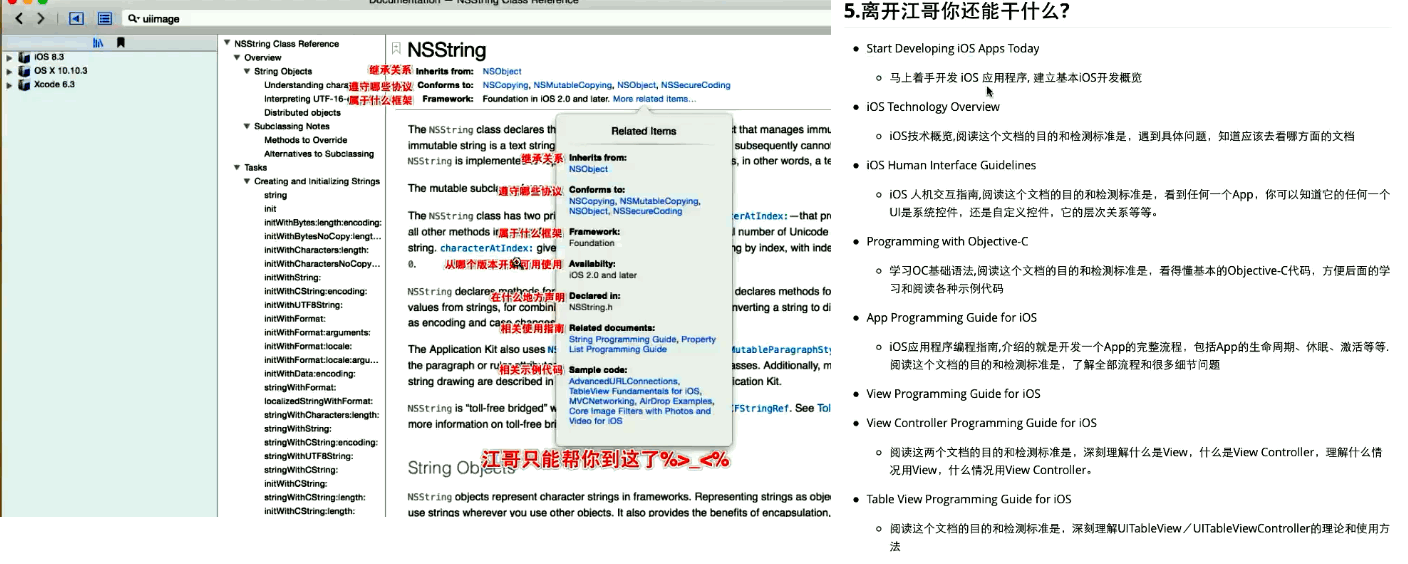 Documentation — NSString Class Reference
uiimage
iOS 8.3
OS X 10.10.3
Xcode 6.3
NSString Class Reference
Overview
String Objects
Understanding chara
Interpreting UTF-16-e
Distributed objects
Subclassing Notes
Methods to Override
Alternatives to Subclassing
Tasks
Creating and Initializing Strings
string
init
initWithBytes:length:encoding:
initWithBytesNoCopy:lengt...
initWithCharacters:length:
initWithCharactersNoCopy...
initWithString:
initWithCString:encoding:
initWithUTF8String:
initWithFormat:
initWithFormat:arguments:
initWithFormat:locale:
initWithFormat:locale:argu...
initWithData:encoding:
stringWithFormat:
localizedStringWithFormat:
stringWithCharacters:length:
stringWithString:
stringWithCString:encoding:
stringWithUTF8String:
stringWithCString:
stringWithCString:length:
initWithCString:
initWithCString:length:
NSString
继承关系 Inherits from: NSObject
遵守哪些协议 Conforms to: NSCopying, NSMutableCopying, NSObject, NSSecureCoding
属于什么框架 Framework: Foundation in iOS 2.0 and later. More related items...
The NSString class declares th
t that manages immu
immutable string is a text string
subsequently canno
NSString is implemente
s, in other words, a te
The mutable subcl
The NSString class has two pri
cterAtIndex:—that pro
all other methods i
l number of Unicode
string. characterAtIndex: give
ng by index, with inde
0.
NSString declares methods for
declares methods fo
values from strings, for combin
nverting a string to di
as encoding and case changes
The Application Kit also uses NS
MutableParagraphSty
the paragraph or ru
asses. Additionally, m
string drawing are described in
ication Kit.
NSString is “toll-free bridged” w
CFStringRef. See Tol
more information on toll-free bri
String Objects
NSString objects represent character strings in frameworks. Representing strings as obje
use strings wherever you use other objects. It also provides the benefits of encapsulation,
Related Items
继承关系 Inherits from:
NSObject
遵守哪些协议 Conforms to:
NSCopying, NSMutableCopying,
NSObject, NSSecureCoding
属于什么框架 Framework:
Foundation
从哪个版本开始可用使用 Availability:
iOS 2.0 and later
在什么地方声明 Declared in:
NSString.h
相关使用指南 Related documents:
String Programming Guide, Property
List Programming Guide
相关示例代码 Sample code:
AdvancedURLConnections,
TableView Fundamentals for iOS,
MVCNetworking, AirDrop Examples,
Core Image Filters with Photos and
Video for iOS
江哥只能帮你到这了%>_<%
5.离开江哥你还能干什么?
Start Developing iOS Apps Today
马上着手开发 iOS 应用程序, 建立基本iOS开发概览
iOS Technology Overview
iOS技术概览,阅读这个文档的目的和检测标准是，遇到具体问题，知道应该去看哪方面的文档
iOS Human Interface Guidelines
iOS 人机交互指南,阅读这个文档的目的和检测标准是，看到任何一个App，你可以知道它的任何一个
UI是系统控件，还是自定义控件，它的层次关系等等。
Programming with Objective-C
学习OC基础语法,阅读这个文档的目的和检测标准是，看得懂基本的Objective-C代码，方便后面的学
习和阅读各种示例代码
App Programming Guide for iOS
iOS应用程序编程指南,介绍的就是开发一个App的完整流程，包括App的生命周期、休眠、激活等等.
阅读这个文档的目的和检测标准是，了解全部流程和很多细节问题
View Programming Guide for iOS
View Controller Programming Guide for iOS
阅读这两个文档的目的和检测标准是，深刻理解什么是View，什么是View Controller，理解什么情
况用View，什么情况用View Controller。
Table View Programming Guide for iOS
阅读这个文档的目的和检测标准是，深刻理解UITableView／UITableViewController的理论和使用方
法